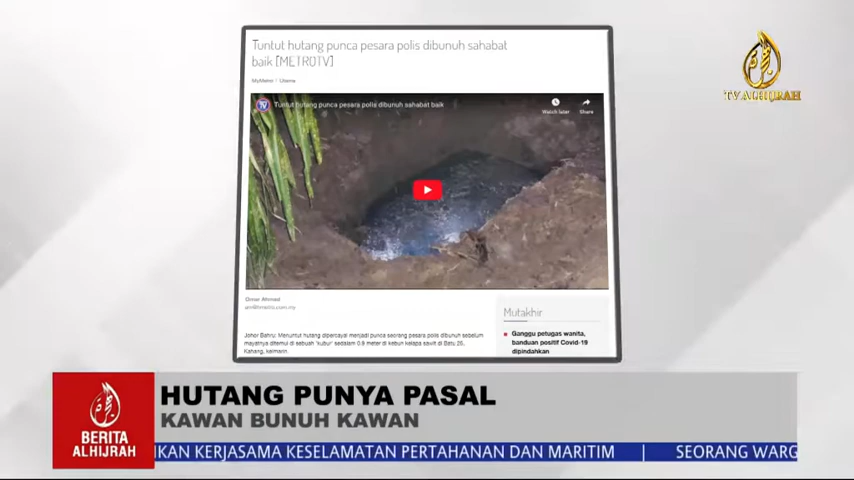 Tuntut hutang punca pesara polis dibunuh sahabat
baik [METROTV]
TV ALHIJRAH
MyMetro | Utama
Tuntut hutang punca pesara polis dibunuh sahabat baik
Watch later
Share
Omar Ahmad
Mutakhir
Johor Bahru: Menuntut hutang dipercayai menjadi punca seorang pesara polis dibunuh sebelum
mayatnya ditemui di sebuah 'kubur' sedalam 0.9 meter di kebun kelapa sawit di Batu 25,
Kahang, kelmarin.
Ganggu petugas wanita,
banduan positif Covid-19
dipindahkan
HUTANG PUNYA PASAL
KAWAN BUNUH KAWAN
BERITA
ALHIJRAH
IKAN KERJASAMA KESELAMATAN PERTAHANAN DAN MARITIM | SEORANG WARG